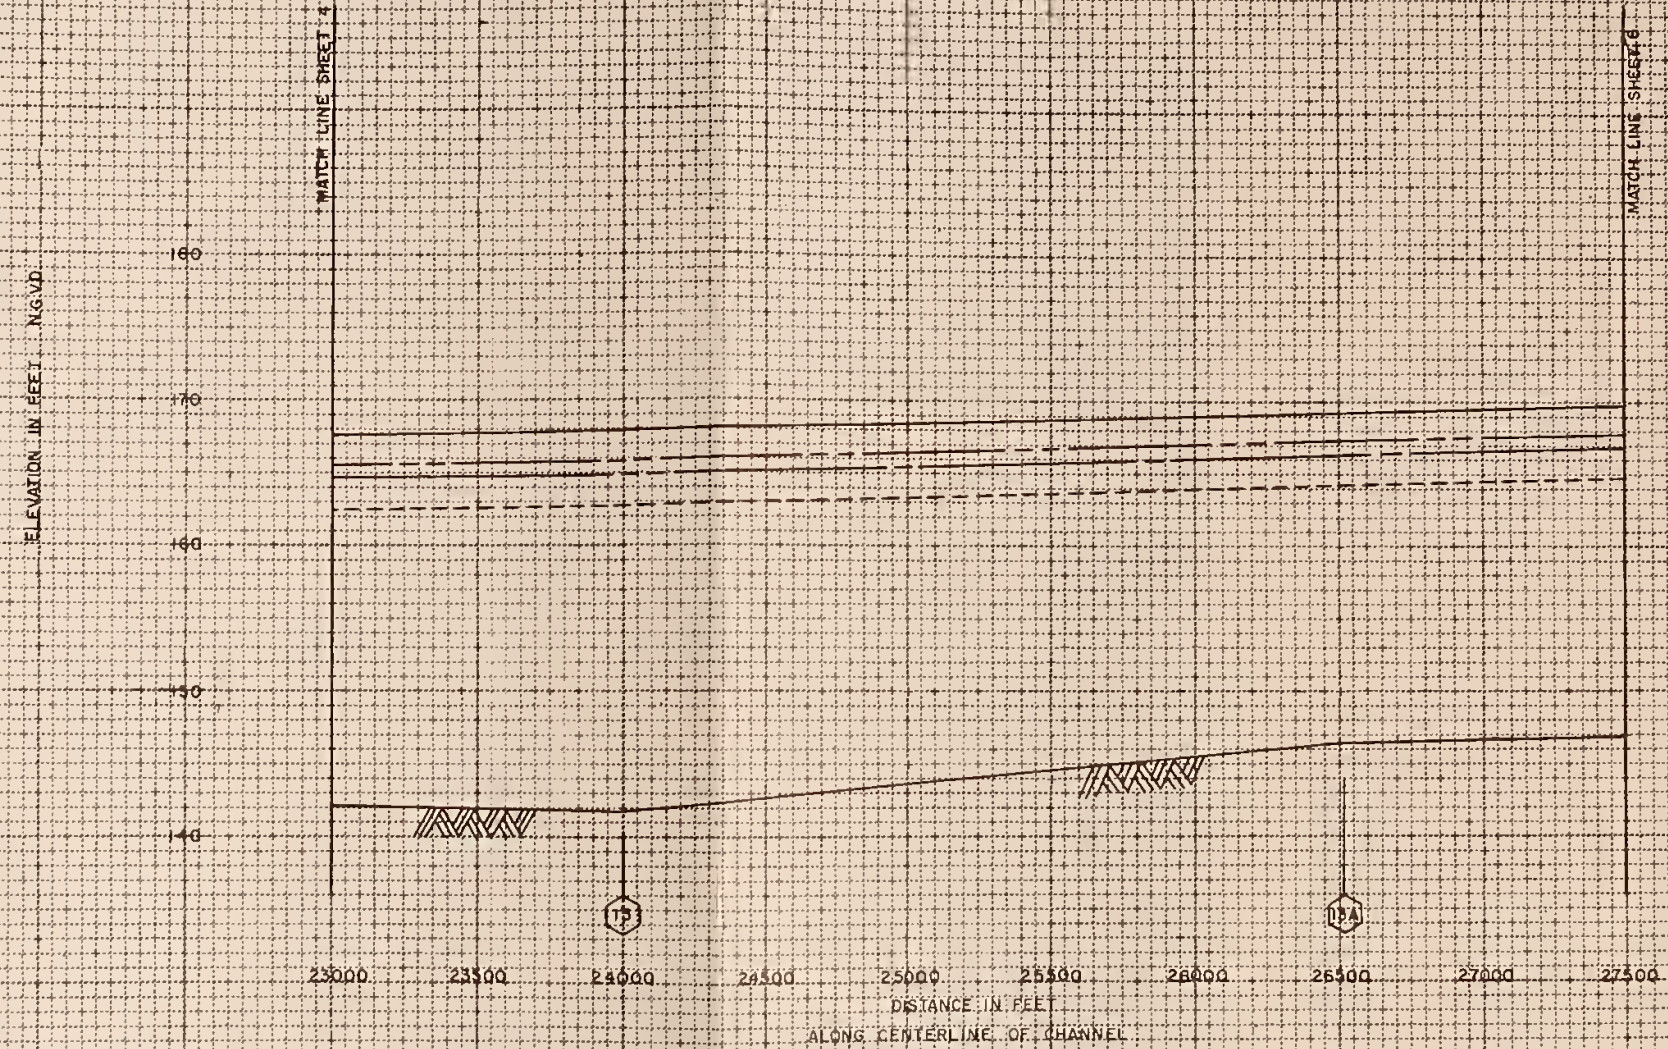 MATCH LINE SHEET 4
MATCH LINE SHEET 6
ELEVATION IN FEET N.G.V.D.
180
170
160
150
140
15A
23000 23500 24000 24500 25000 25500 26000 26500 27000 27500
DISTANCE IN FEET
ALONG CENTERLINE OF CHANNEL